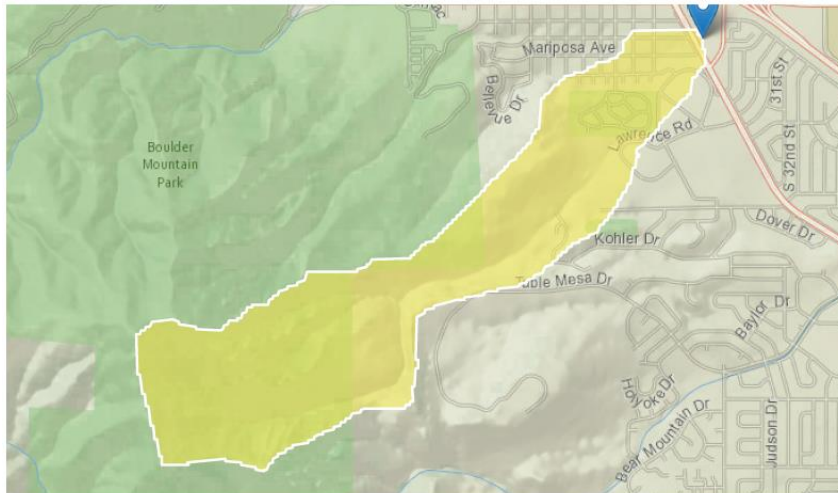 Mariposa Ave
Bellevue Dr
31st St
Lawrence Rd
S 32nd St
Boulder
Mountain
Park
Dover Dr
Kohler Dr
Table Mesa Dr
Baylor Dr
Holyoke Dr
Bear Mountain Dr
Judson Dr